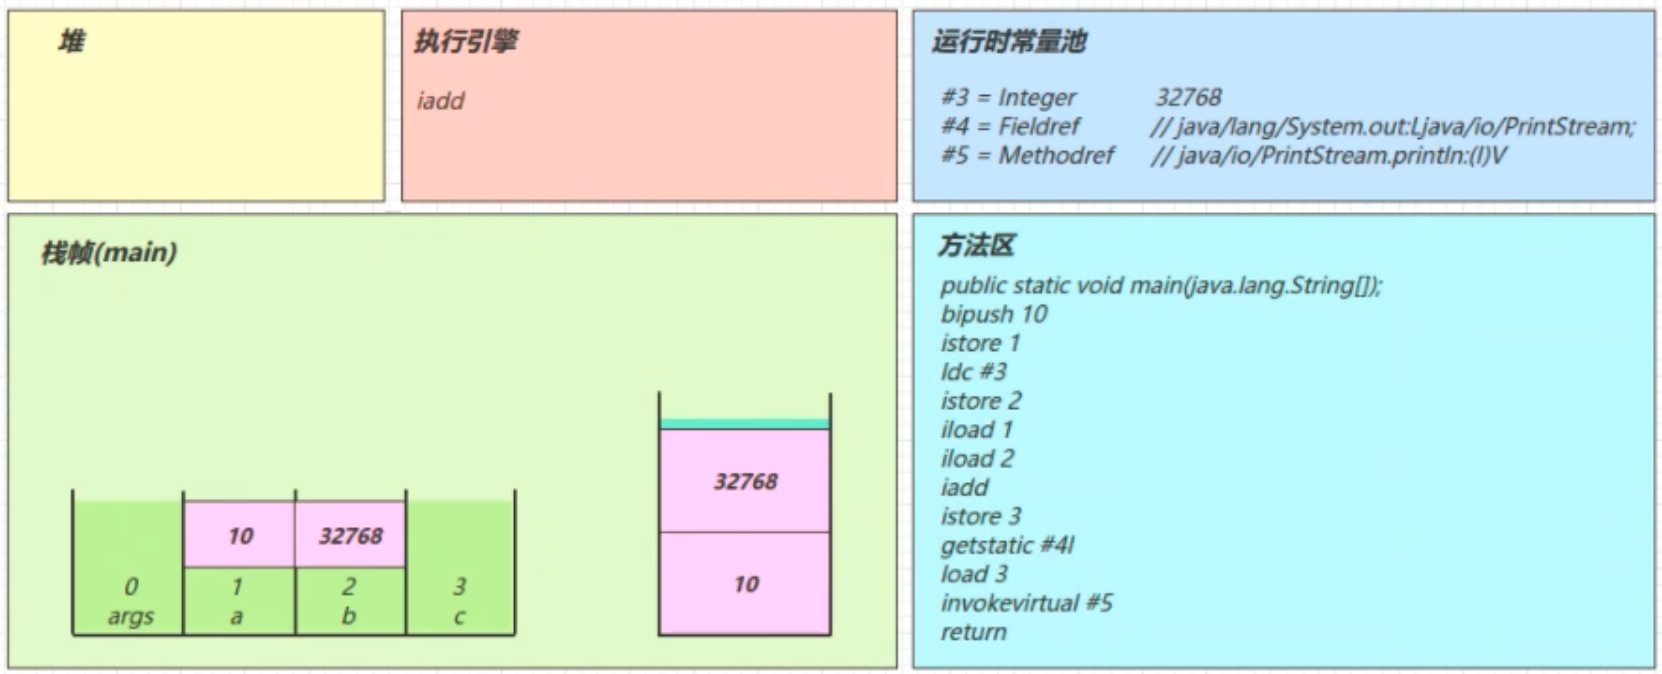 堆
执行引擎
iadd
运行时常量池
#3 = Integer 32768
#4 = Fieldref // java/lang/System.out:Ljava/io/PrintStream;
#5 = Methodref // java/io/PrintStream.println:(I)V
栈帧(main)
32768
10 32768
10
0 1 2 3
args a b c
方法区
public static void main(java.lang.String[]);
bipush 10
istore 1
ldc #3
istore 2
iload 1
iload 2
iadd
istore 3
getstatic #4l
load 3
invokevirtual #5
return